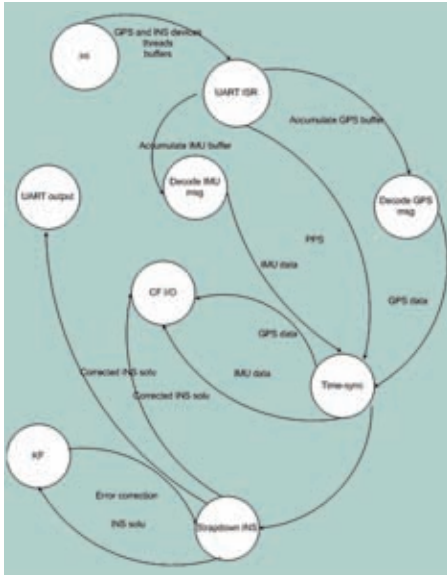 GPS and INS devices
threads
buffers
Init
UART ISR
Accumulate GPS buffer
Accumulate IMU buffer
Decode IMU
msg
UART output
Decode GPS
msg
PPS
IMU data
CF I/O
GPS data
GPS data
IMU data
Time-sync
Corrected INS solu
Corrected INS solu
KF
Error correction
INS solu
Strapdown INS